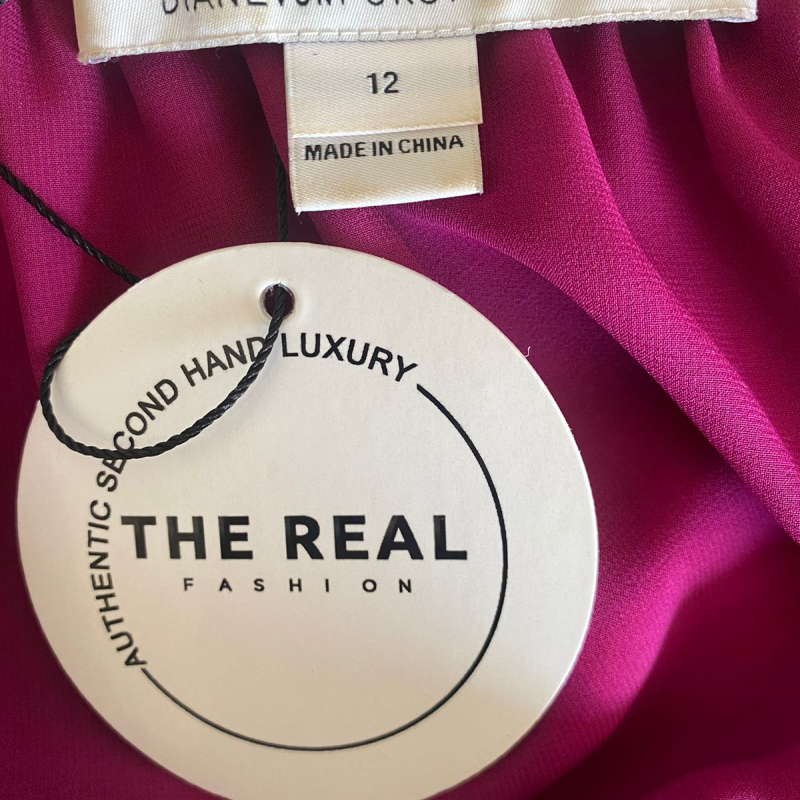 12
MADE IN CHINA
AUTHENTIC SECOND HAND LUXURY
THE REAL
FASHION